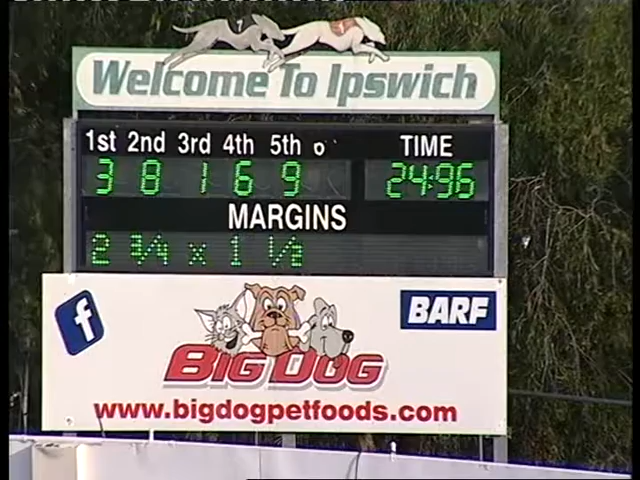 Welcome To Ipswich
1st 2nd 3rd 4th 5th TIME
3 8 1 6 9 24.96
MARGINS
2 3/4 x 1 1/2
f
BARF
BIG DOG
www.bigdogpetfoods.com